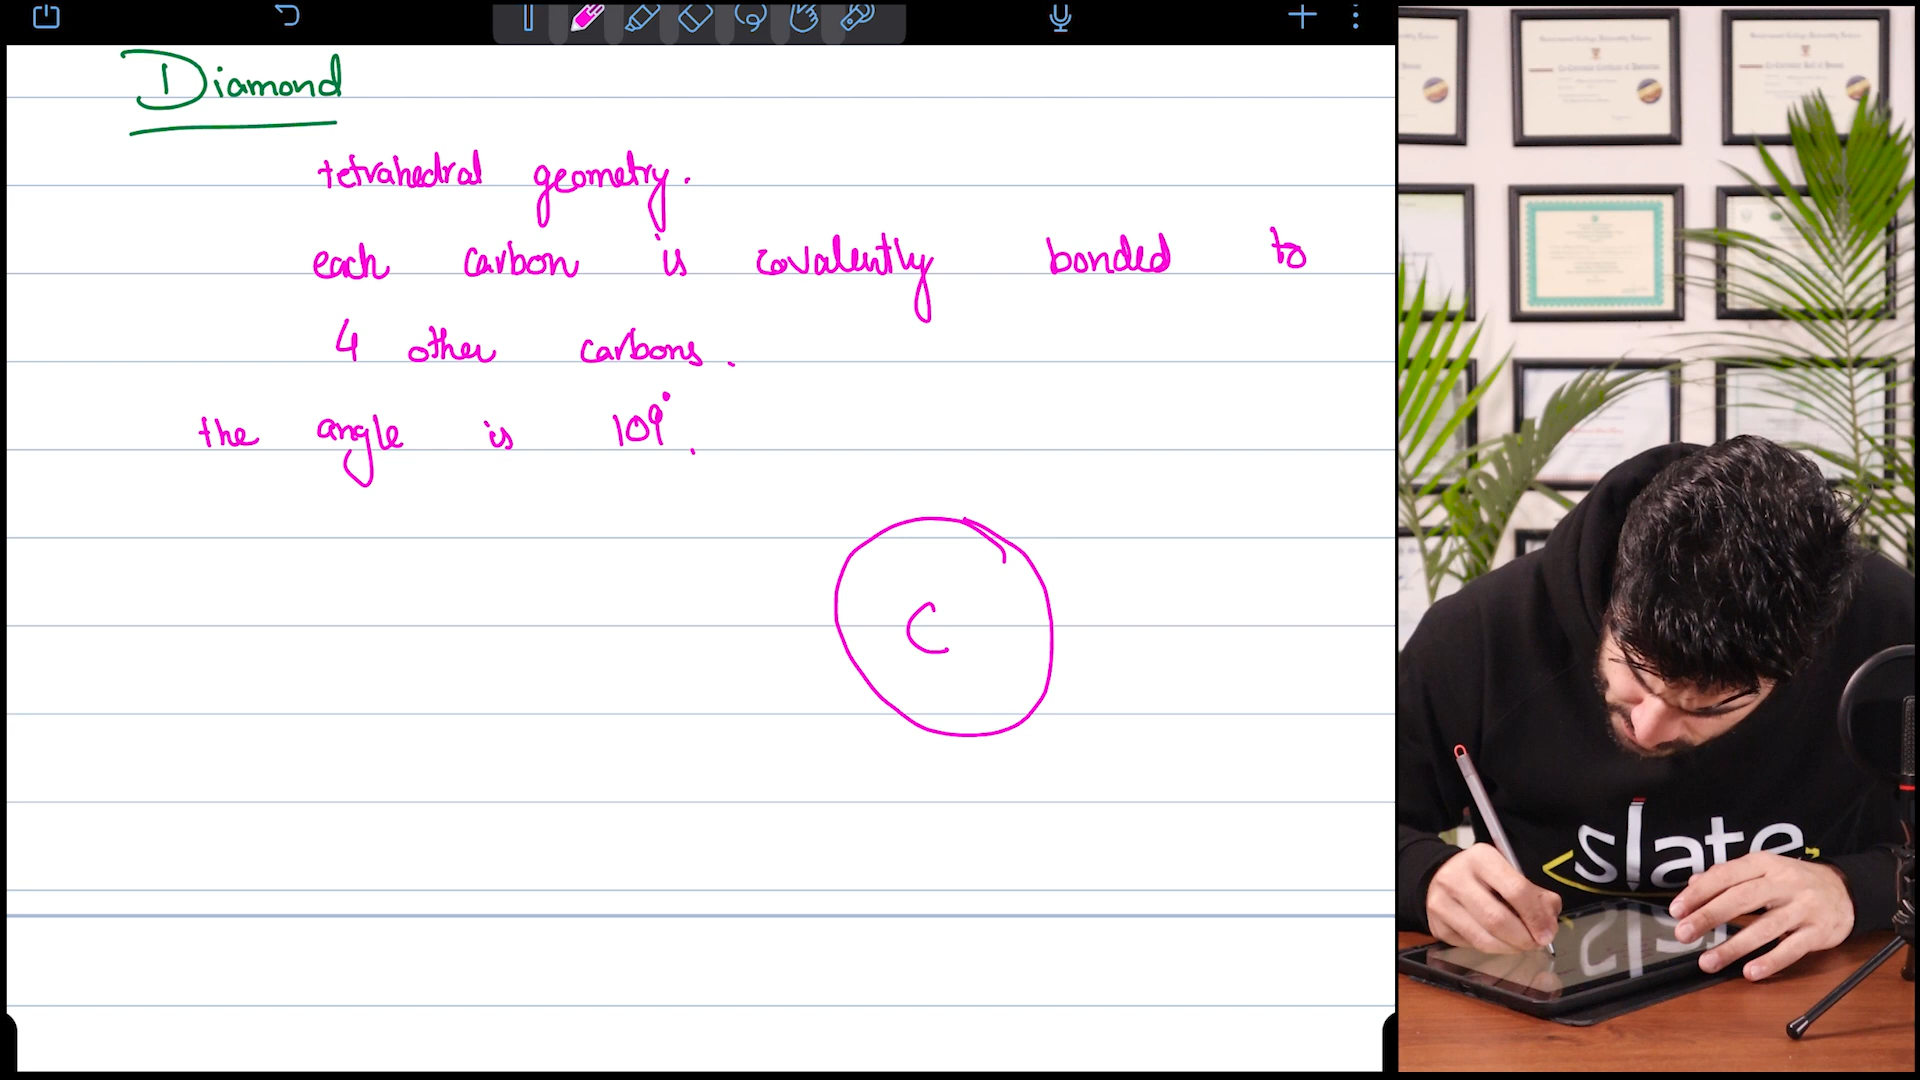 Diamond
tetrahedral geometry.
each carbon is covalently bonded to
4 other carbons.
the angle is 109°.
C
slate